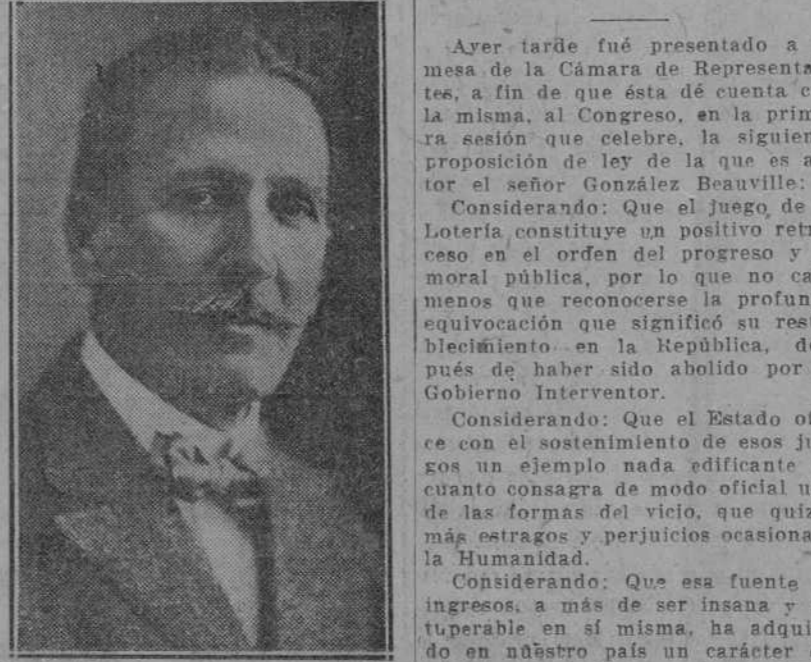 Ayer tarde fué presentado a
mesa de la Cámara de Representa
tes, a fin de que ésta dé cuenta c
la misma, al Congreso, en la prim
ra sesión que celebre, la siguien
proposición de ley de la que es a
tor el señor González Beauville:
Considerando: Que el juego de
Lotería constituye un positivo retr
ceso en el orden del progreso y
moral pública, por lo que no ca
menos que reconocerse la profun
equivocación que significó su res
blecimiento en la República, de
pués de haber sido abolido por
Gobierno Interventor.
Considerando: Que el Estado of
ce con el sostenimiento de esos ju
gos un ejemplo nada edificante
cuanto consagra de modo oficial u
de las formas del vicio, que quiz
más estragos y perjuicios ocasiona
la Humanidad.
Considerando: Que esa fuente
ingresos, a más de ser insana y
tuperable en sí misma, ha adqui
do en nuestro país un carácter